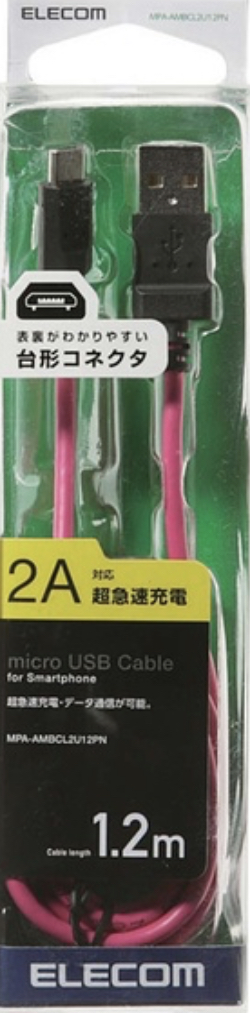 ELECOM
MPA-AMBCL2U12PN
表裏がわかりやすい
台形コネクタ
2A 対応 超急速充電
micro USB Cable
for Smartphone
超急速充電・データ通信が可能。
MPA-AMBCL2U12PN
Cable length 1.2m
ELECOM